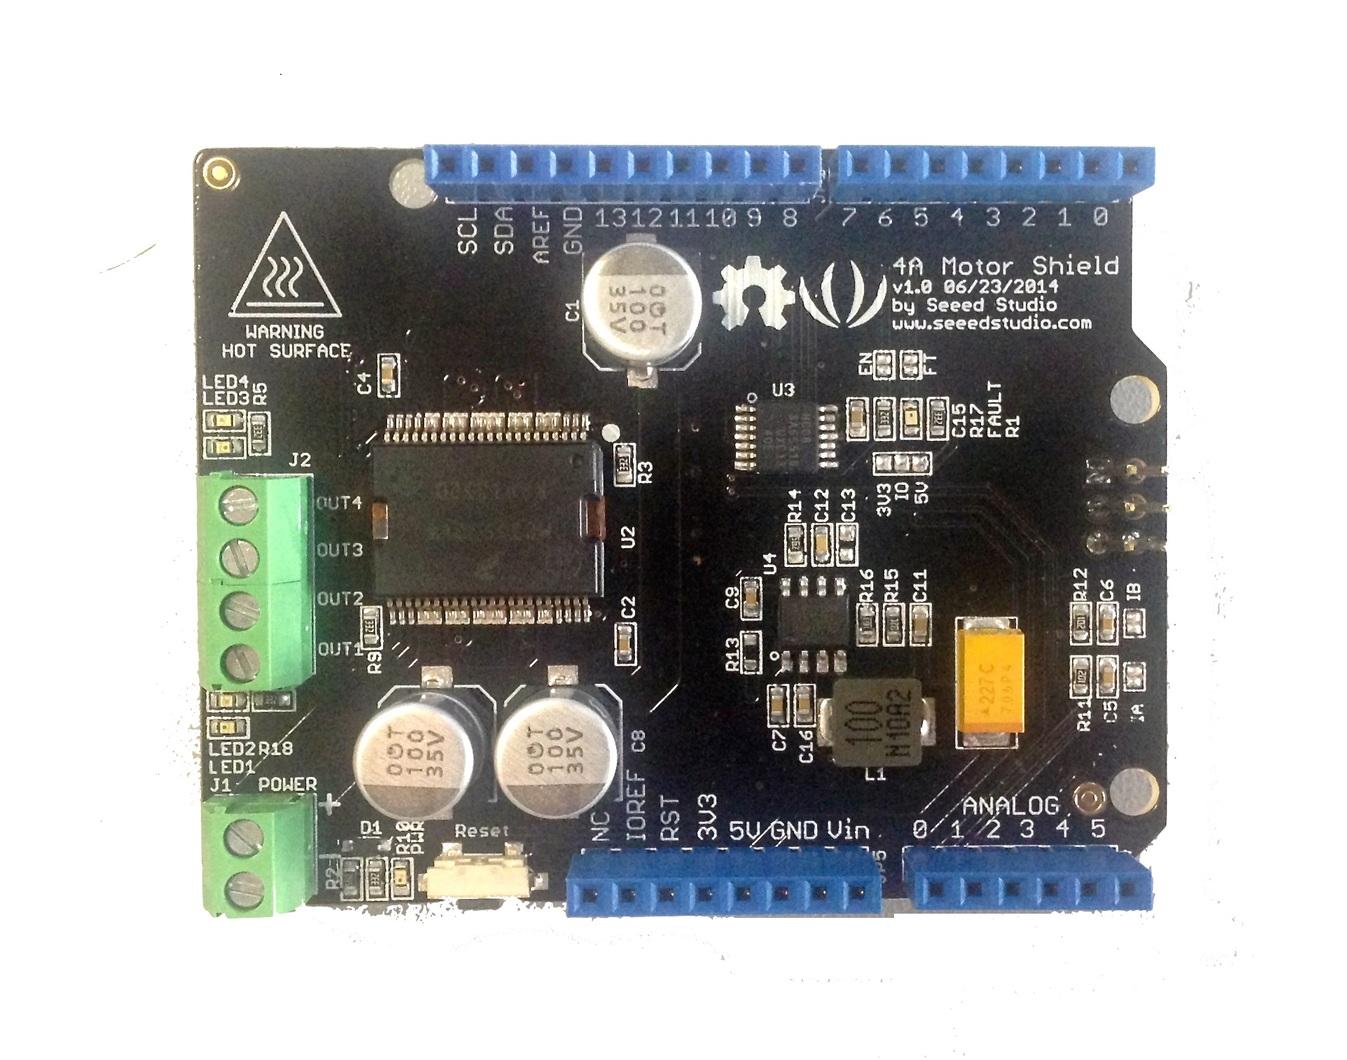 SCL
SDA
AREF
GND
13 12 11 10 9 8
7 6 5 4 3 2 1 0
4A Motor Shield
v1.0 06/23/2014
by Seeed Studio
www.seeedstudio.com
WARNING
HOT SURFACE
C1
100
35V
LED4
LED3
R5
C4
J2
U3
EN
FT
C15
R17
FAULT
R1
3V3
IO
5V
OUT4
OUT3
OUT2
OUT1
R3
U2
C2
R9
R14
C12
C13
U4
C9
R16
R15
C11
R13
R12
C6
IB
R11
C5
IA
227C
C7
C16
100
N10A2
L1
LED2 R18
LED1
J1
POWER
+
100
35V
100
35V
C8
D1
R10
PWR
R2
Reset
NC
IOREF
RST
3V3
5V GND Vin
ANALOG
0 1 2 3 4 5